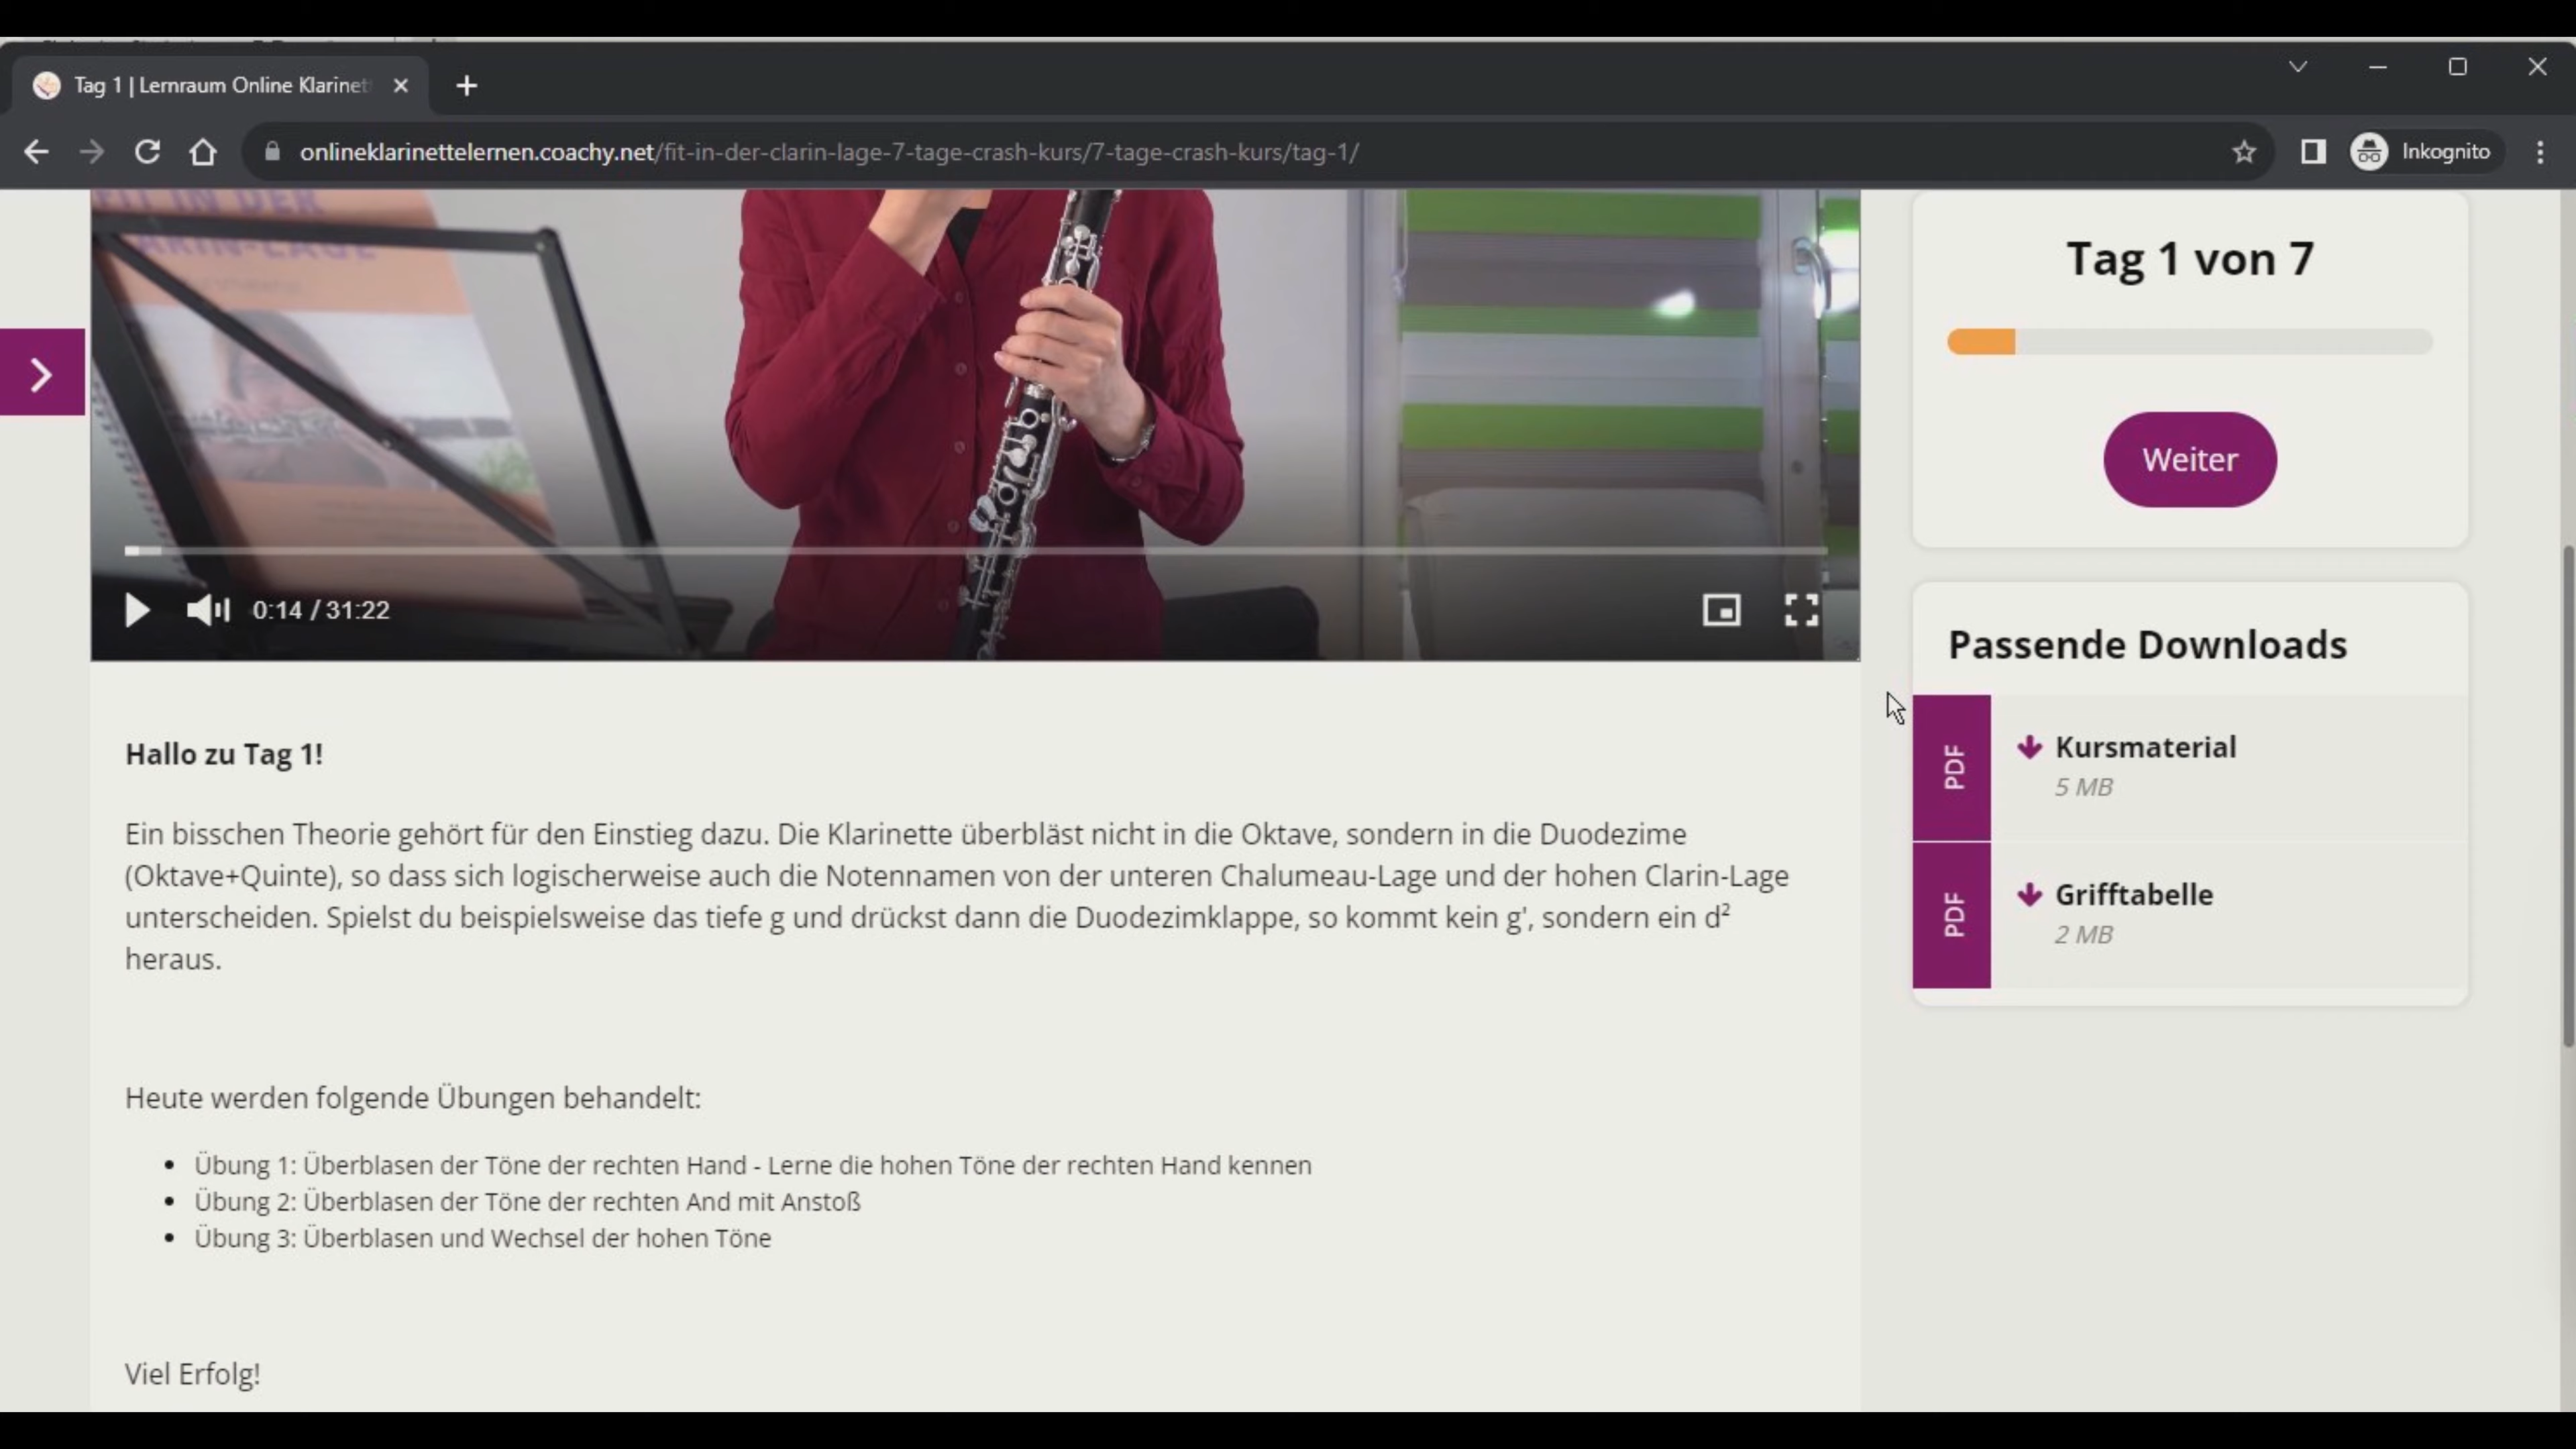 Tag 1 | Lernraum Online Klarinet
onlineklarinettelernen.coachy.net/fit-in-der-clarin-lage-7-tage-crash-kurs/7-tage-crash-kurs/tag-1/
Inkognito
FIT IN DER
CLARIN-LAGE
0:14 / 31:22
Hallo zu Tag 1!
Ein bisschen Theorie gehört für den Einstieg dazu. Die Klarinette überbläst nicht in die Oktave, sondern in die Duodezime
(Oktave+Quinte), so dass sich logischerweise auch die Notennamen von der unteren Chalumeau-Lage und der hohen Clarin-Lage
unterscheiden. Spielst du beispielsweise das tiefe g und drückst dann die Duodezimklappe, so kommt kein g', sondern ein d²
heraus.
Heute werden folgende Übungen behandelt:
• Übung 1: Überblasen der Töne der rechten Hand - Lerne die hohen Töne der rechten Hand kennen
• Übung 2: Überblasen der Töne der rechten And mit Anstoß
• Übung 3: Überblasen und Wechsel der hohen Töne
Viel Erfolg!
Tag 1 von 7
Weiter
Passende Downloads
PDF
Kursmaterial
5 MB
PDF
Grifftabelle
2 MB